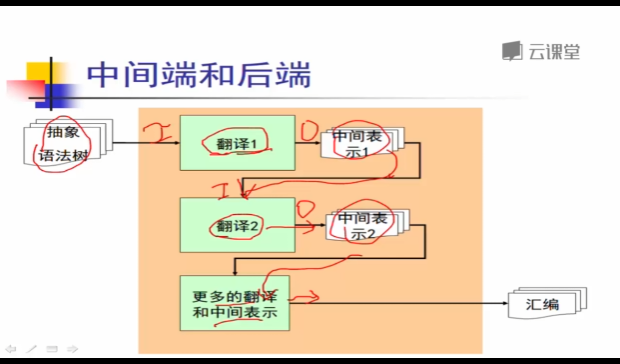 云课堂
中间端和后端
抽象
语法树
I
翻译1
O
中间表
示1
I
翻译2
O
中间表
示2
更多的翻译
和中间表示
汇编